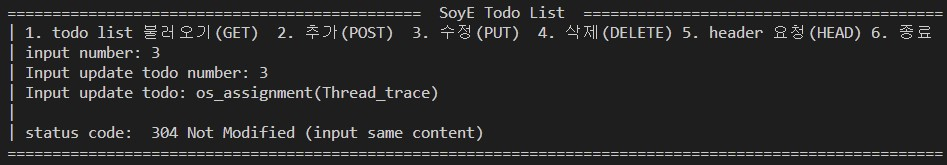 ========================================== SoyE Todo List ====================================
| 1. todo list 불러오기(GET) 2. 추가(POST) 3. 수정(PUT) 4. 삭제(DELETE) 5. header 요청(HEAD) 6. 종료
| input number: 3
| Input update todo number: 3
| Input update todo: os_assignment(Thread_trace)
|
| status code:  304 Not Modified (input same content)
==============================================================================================